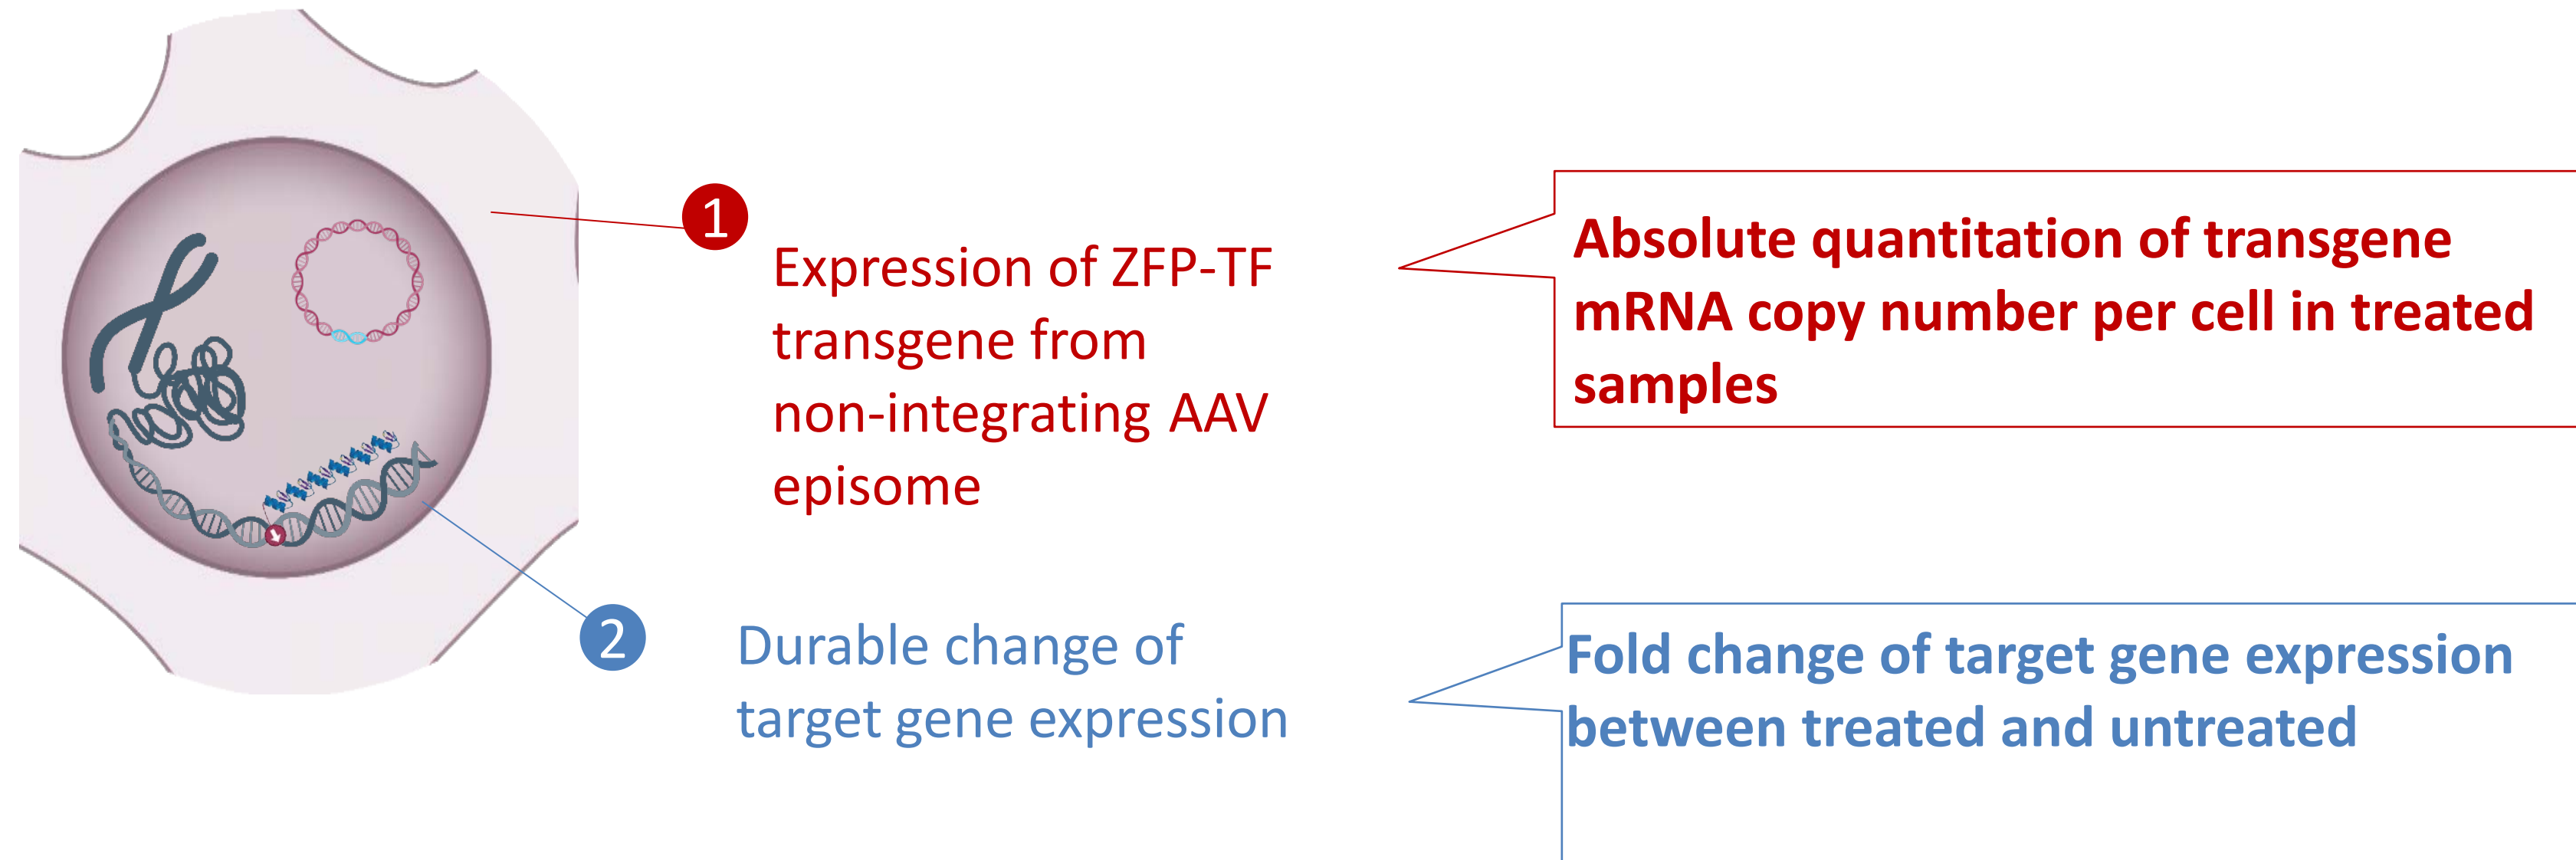 1
Expression of ZFP-TF
transgene from
non-integrating AAV
episome
Absolute quantitation of transgene
mRNA copy number per cell in treated
samples
2
Durable change of
target gene expression
Fold change of target gene expression
between treated and untreated